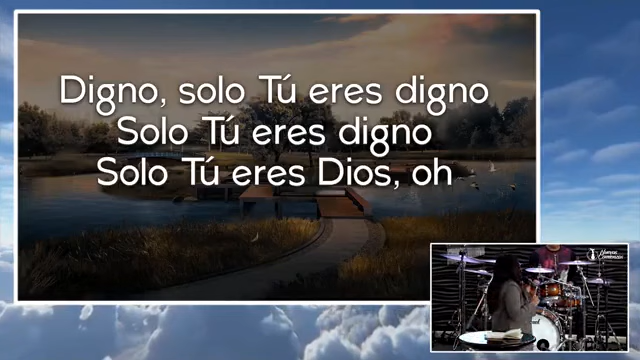 Digno, solo Tú eres digno
Solo Tú eres digno
Solo Tú eres Dios, oh